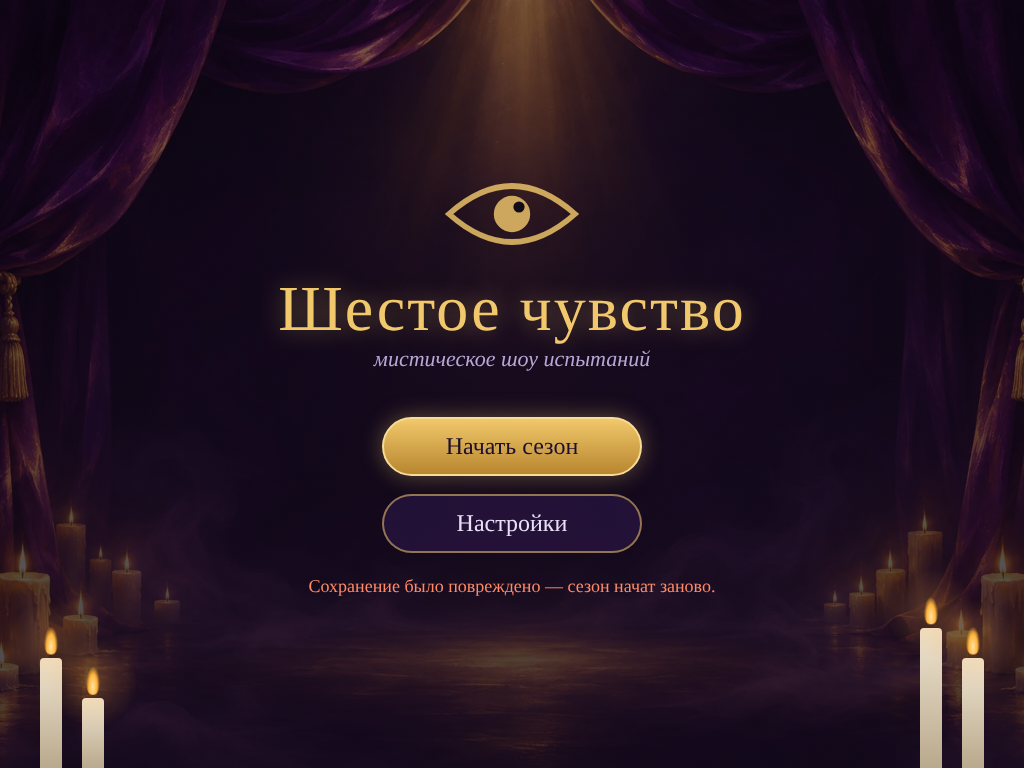 Шестое чувство
мистическое шоу испытаний
Начать сезон
Настройки
Сохранение было повреждено — сезон начат заново.